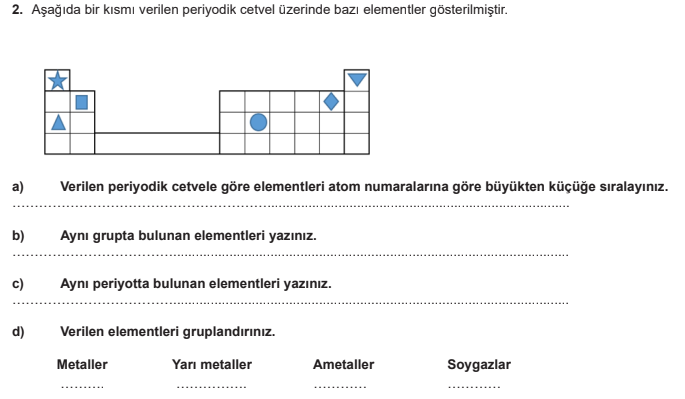 2. Aşağıda bir kısmı verilen periyodik cetvel üzerinde bazı elementler gösterilmiştir.
a) Verilen periyodik cetvele göre elementleri atom numaralarına göre büyükten küçüğe sıralayınız.
b) Aynı grupta bulunan elementleri yazınız.
c) Aynı periyotta bulunan elementleri yazınız.
d) Verilen elementleri gruplandırınız.
Metaller Yarı metaller Ametaller Soygazlar